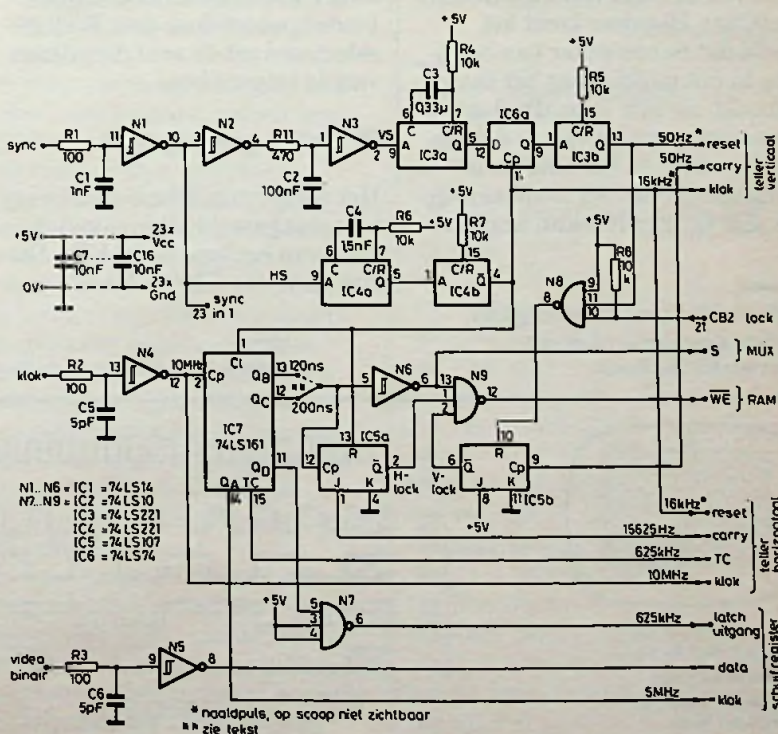 +5V
R4
10k
+5V
C3
0,33µ
R5
10k
R1
100
N1
N2
R11
470
N3
VS
sync
11
10
3
4
1
2
9
6
7
C
C/R
A
Q
IC3a
5
12
IC6a
D
Q
Cp
9
1
15
C/R
A
Q
IC3b
13
50Hz *
reset
50Hz
carry
16kHz *
klok
teller verticaal
C1
1nF
C2
100nF
C4
1,5nF
R6
10k
+5V
R7
10k
+5V
R8
10k
+5V
23x
Vcc
C7
10nF
C16
10nF
0V
23x
Gnd
HS
9
6
7
C
C/R
A
Q
IC4a
5
1
15
C/R
A
Q̅
IC4b
4
23
sync
in 1
N8
8
9
11
10
CB2 lock
21
S } MUX
W̅E̅ } RAM
klok
R2
100
N4
13
12
10MHz
C5
5pF
1
Cl
2
Cp
QB
13
120ns
**
QC
12
200ns
IC7
74LS161
11
QD
QA
TC
14
15
5
N6
6
13
1
2
N9
12
IC5a
13
R
12
Cp
Q̅
2
J
K
1
4
H-lock
V-lock
10
R
6
Q̅
Cp
9
J
K
8
11
IC5b
+5V
N1...N6 = IC1 = 74LS14
N7...N9 = IC2 = 74LS10
IC3 = 74LS221
IC4 = 74LS221
IC5 = 74LS107
IC6 = 74LS74
16kHz *
reset
15625Hz
carry
625kHz
TC
10MHz
klok
teller horizontaal
+5V
N7
5
3
4
6
625kHz
latch uitgang
data
5MHz
klok
schuifregister
video
binair
R3
100
N5
9
8
C6
5pF
* naaldpuls, op scoop niet zichtbaar
** zie tekst